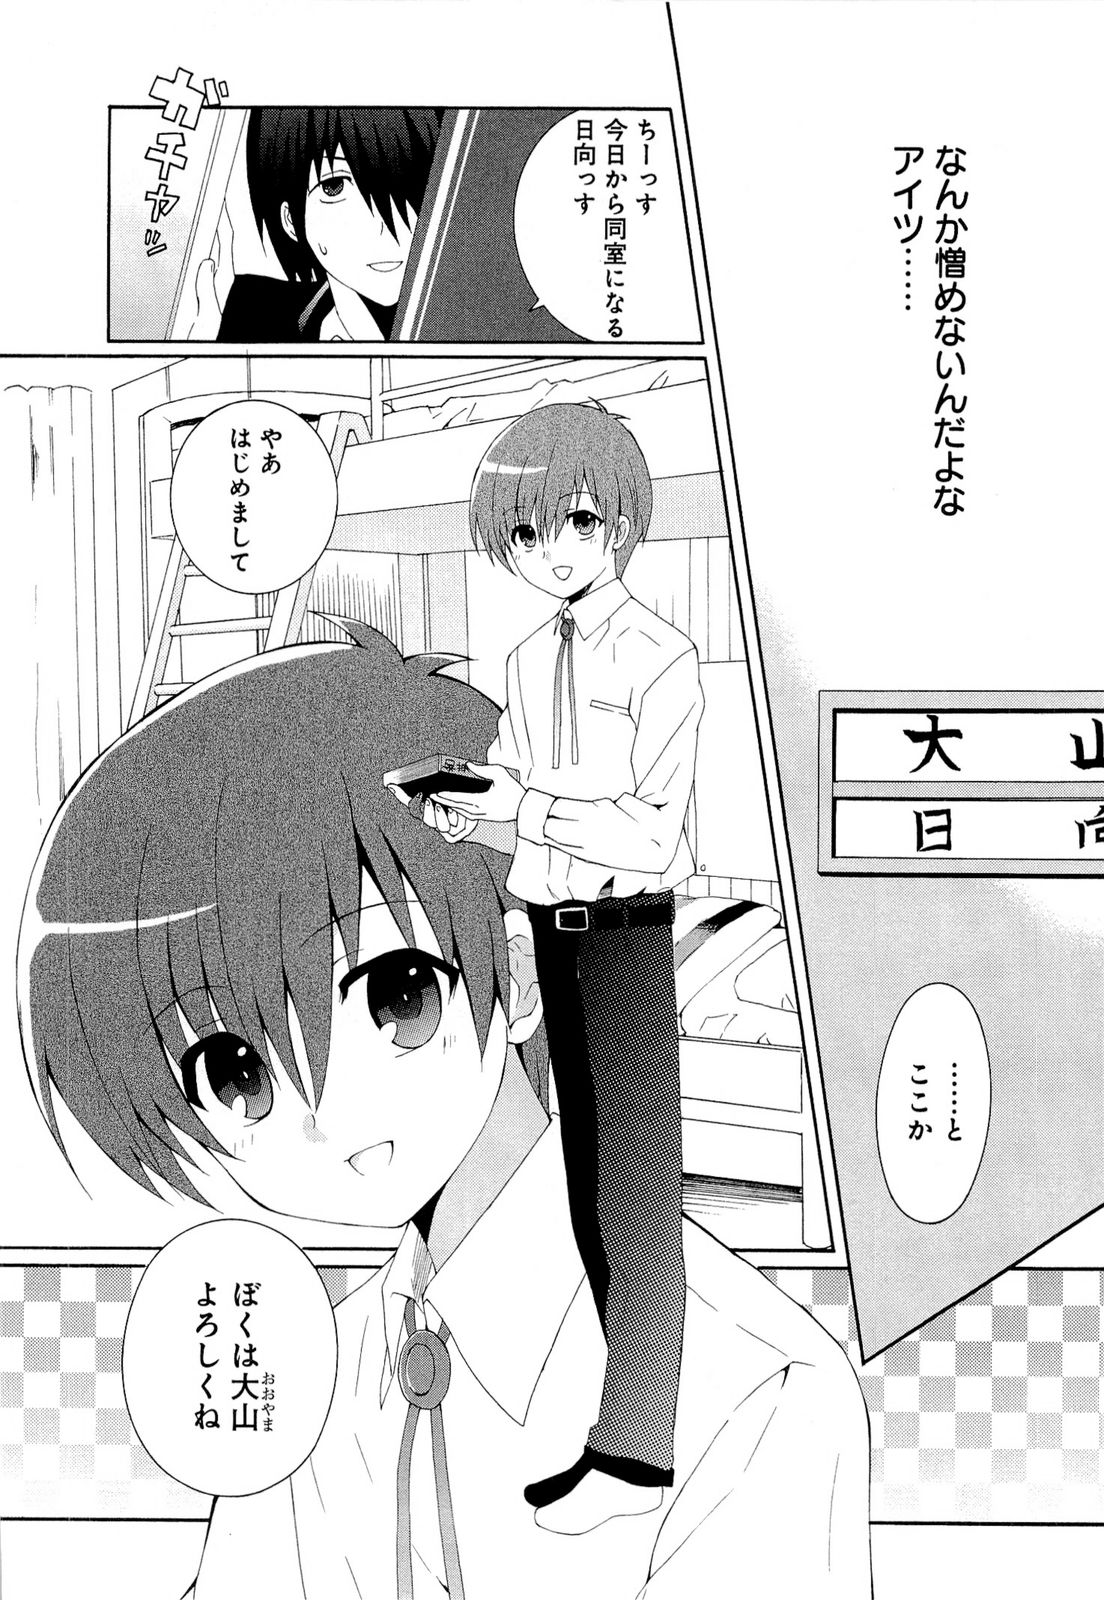 なんか憎めないんだよな
アイツ……
大山
日向
……と
ここか
ガチャッ
ちーっす
今日から同室になる
日向っす
やあ
はじめまして
ぼくは大山
おおやま
よろしくね